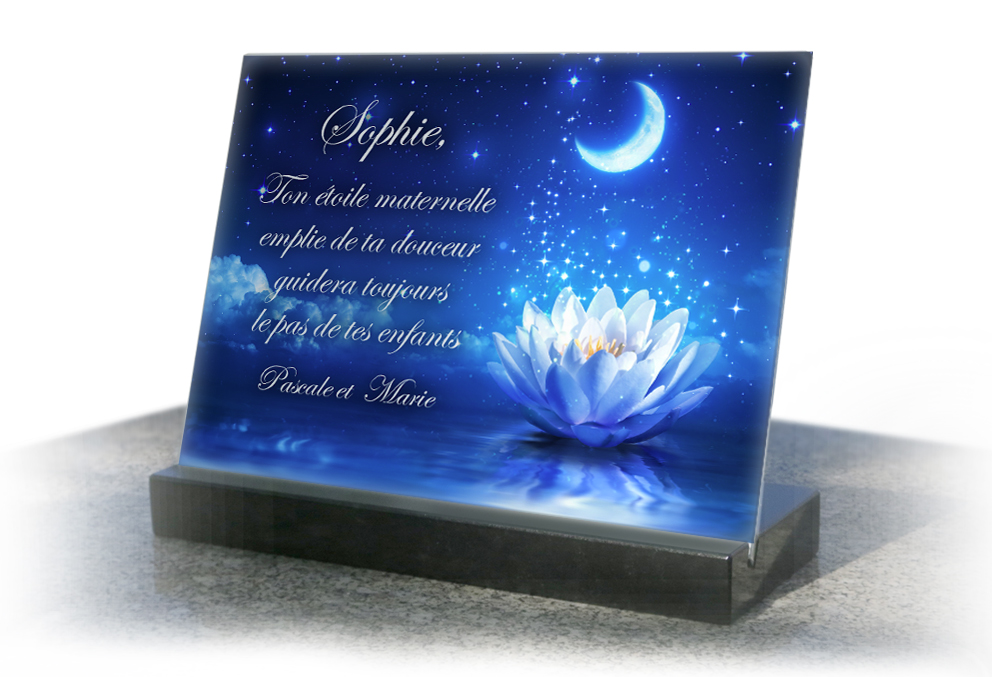 Sophie,
Ton étoile maternelle
emplie de ta douceur
guidera toujours
le pas de tes enfants
Pascale et Marie